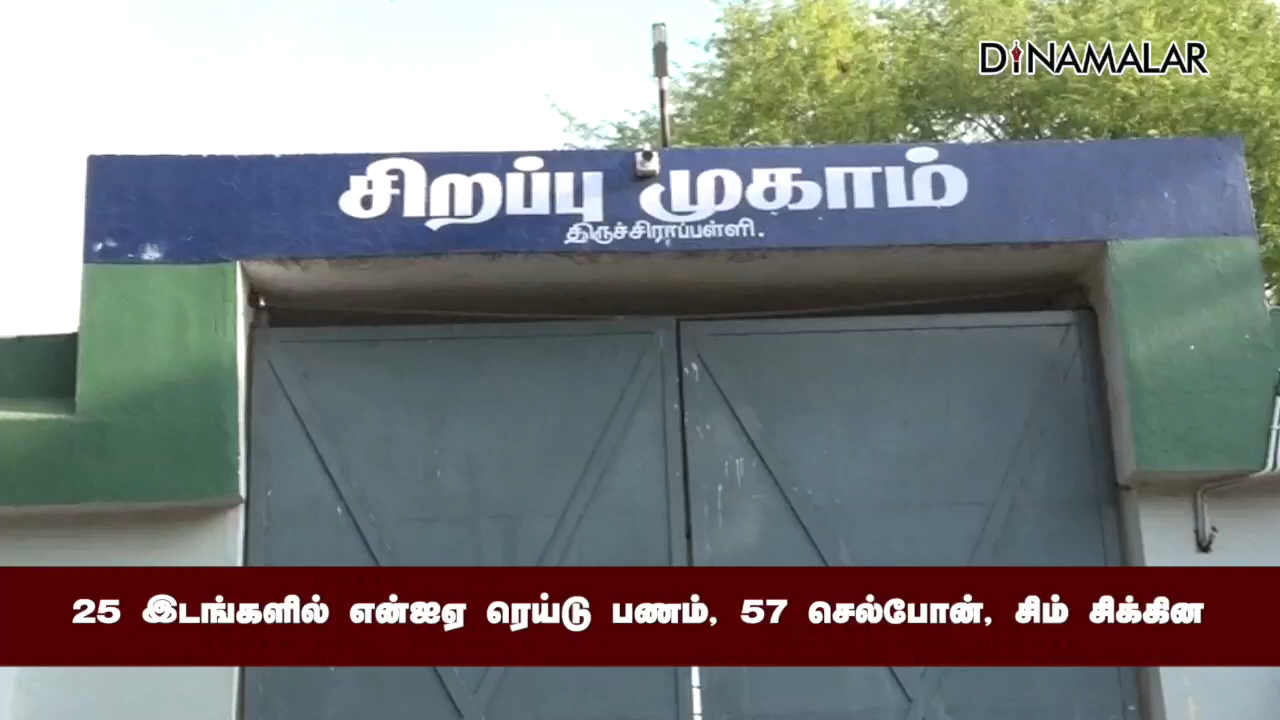 DINAMALAR
சிறப்பு முகாம்
திருச்சிராப்பள்ளி.
25 இடங்களில் என்ஐஏ ரெய்டு பணம், 57 செல்போன், சிம் சிக்கின